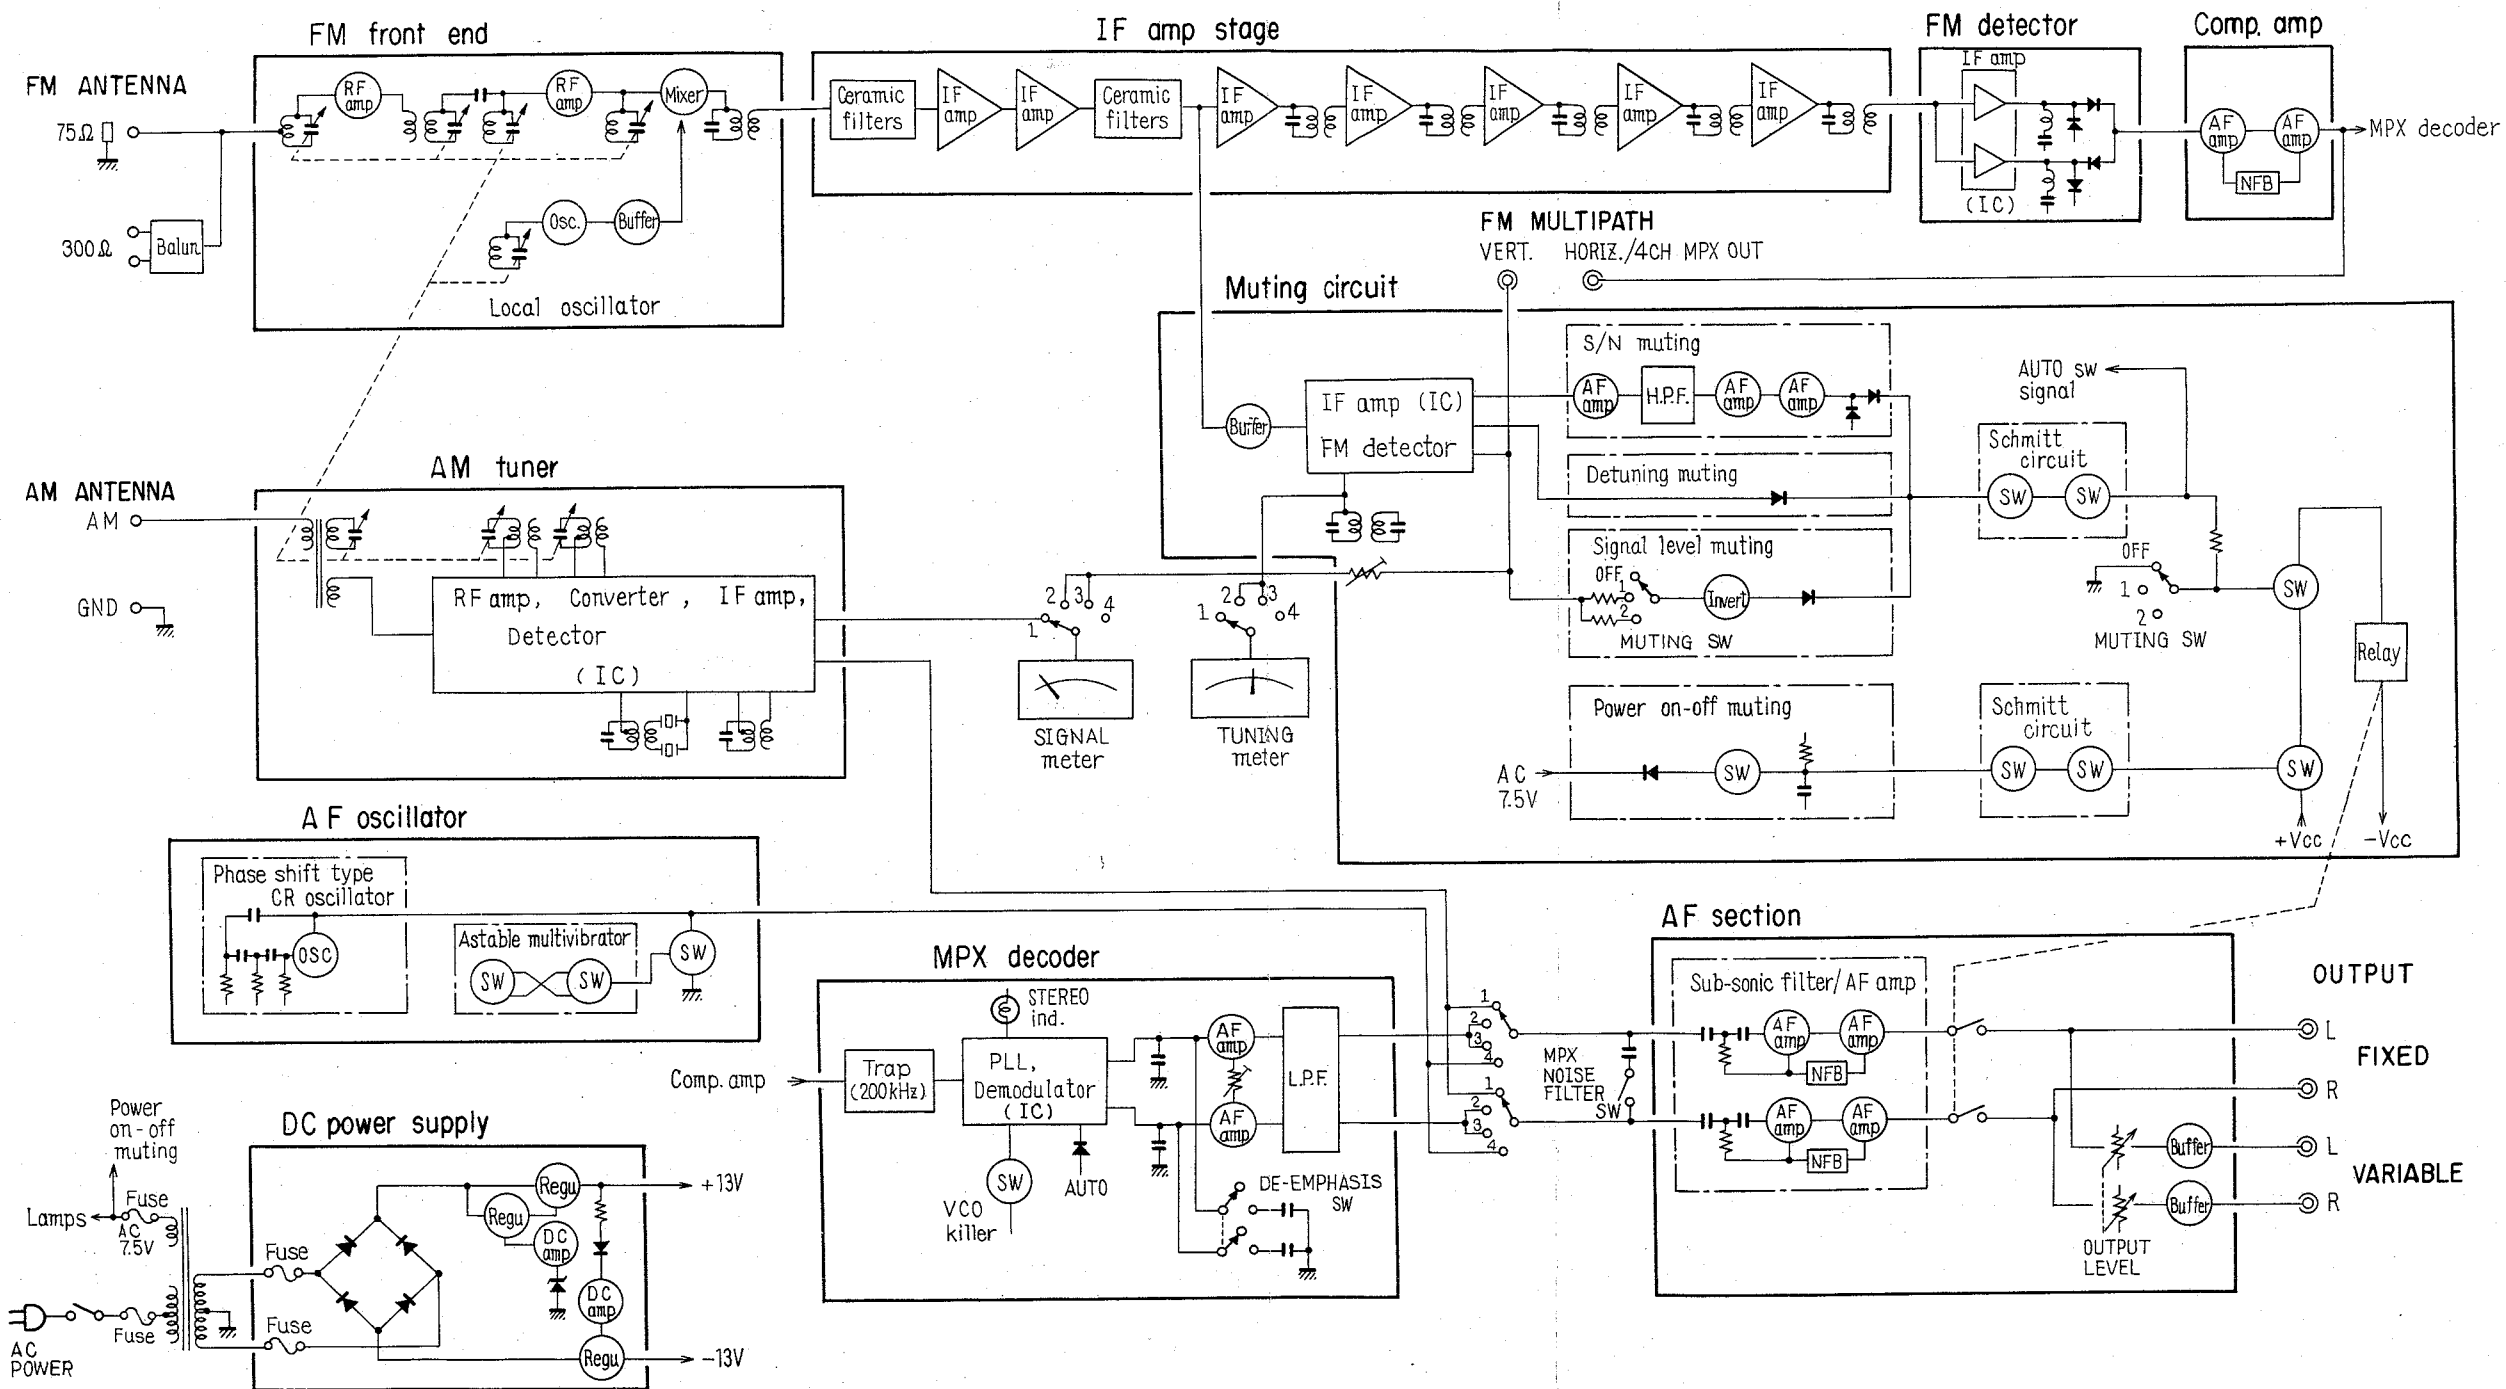 FM front end
FM ANTENNA
75Ω
300Ω
Balun
RF
amp
RF
amp
Mixer
Osc.
Buffer
Local oscillator
IF amp stage
Ceramic
filters
IF
amp
IF
amp
Ceramic
filters
IF
amp
IF
amp
IF
amp
IF
amp
IF
amp
FM detector
IF amp
(IC)
Comp. amp
AF
amp
AF
amp
NFB
MPX decoder
FM MULTIPATH
VERT. HORIZ./4CH MPX OUT
Muting circuit
Buffer
IF amp (IC)
FM detector
S/N muting
AF
amp
H.P.F.
AF
amp
AF
amp
Detuning muting
Signal level muting
OFF
1
2
Invert
MUTING SW
AUTO SW
signal
Schmitt
circuit
SW
SW
OFF
1
2
MUTING SW
SW
Relay
Power on-off muting
AC
7.5V
SW
Schmitt
circuit
SW
SW
SW
+Vcc
-Vcc
AM tuner
AM ANTENNA
AM
GND
RF amp, Converter, IF amp,
Detector
(IC)
1
2
3
4
SIGNAL
meter
1
2
3
4
TUNING
meter
AF oscillator
Phase shift type
CR oscillator
OSC
Astable multivibrator
SW
SW
SW
MPX decoder
Comp. amp
Trap
(200kHz)
STEREO
ind.
PLL,
Demodulator
(IC)
SW
VCO
killer
AUTO
AF
amp
AF
amp
L.P.F.
DE-EMPHASIS
SW
1
2
3
4
1
2
3
4
MPX
NOISE
FILTER
SW
AF section
Sub-sonic filter/AF amp
AF
amp
AF
amp
NFB
AF
amp
AF
amp
NFB
Buffer
Buffer
OUTPUT
LEVEL
OUTPUT
L
FIXED
R
L
VARIABLE
R
DC power supply
Power
on-off
muting
Lamps
Fuse
AC
7.5V
Fuse
Fuse
Fuse
AC
POWER
Regu
Regu
DC
amp
DC
amp
Regu
+13V
-13V